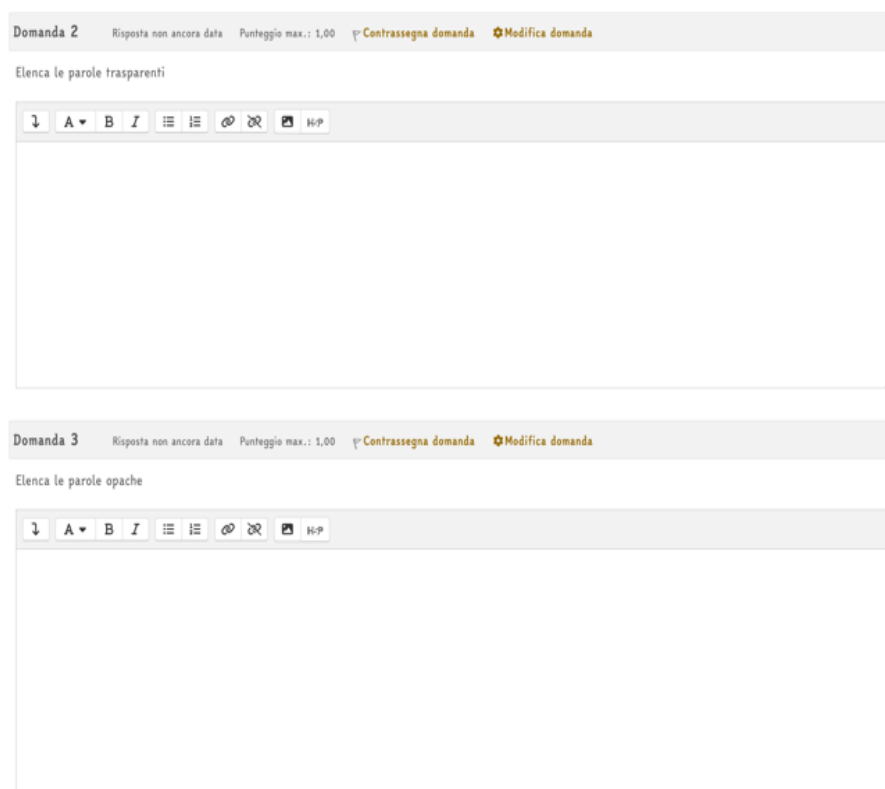 Domanda 2 Risposta non ancora data Punteggio max.: 1,00 Contrassegna domanda Modifica domanda
Elenca le parole trasparenti
A B I H-P
Domanda 3 Risposta non ancora data Punteggio max.: 1,00 Contrassegna domanda Modifica domanda
Elenca le parole opache
A B I H-P